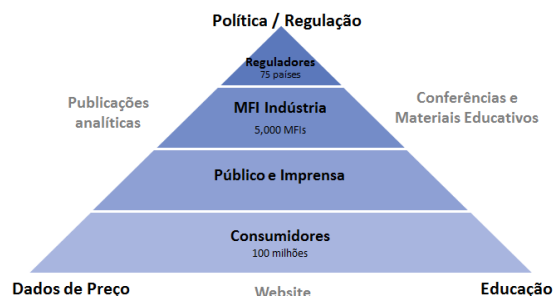 Política / Regulação
Reguladores
75 países
Publicações
analíticas
MFI Indústria
5,000 MFIs
Conferências e
Materiais Educativos
Público e Imprensa
Consumidores
100 milhões
Dados de Preço
Website
Educação